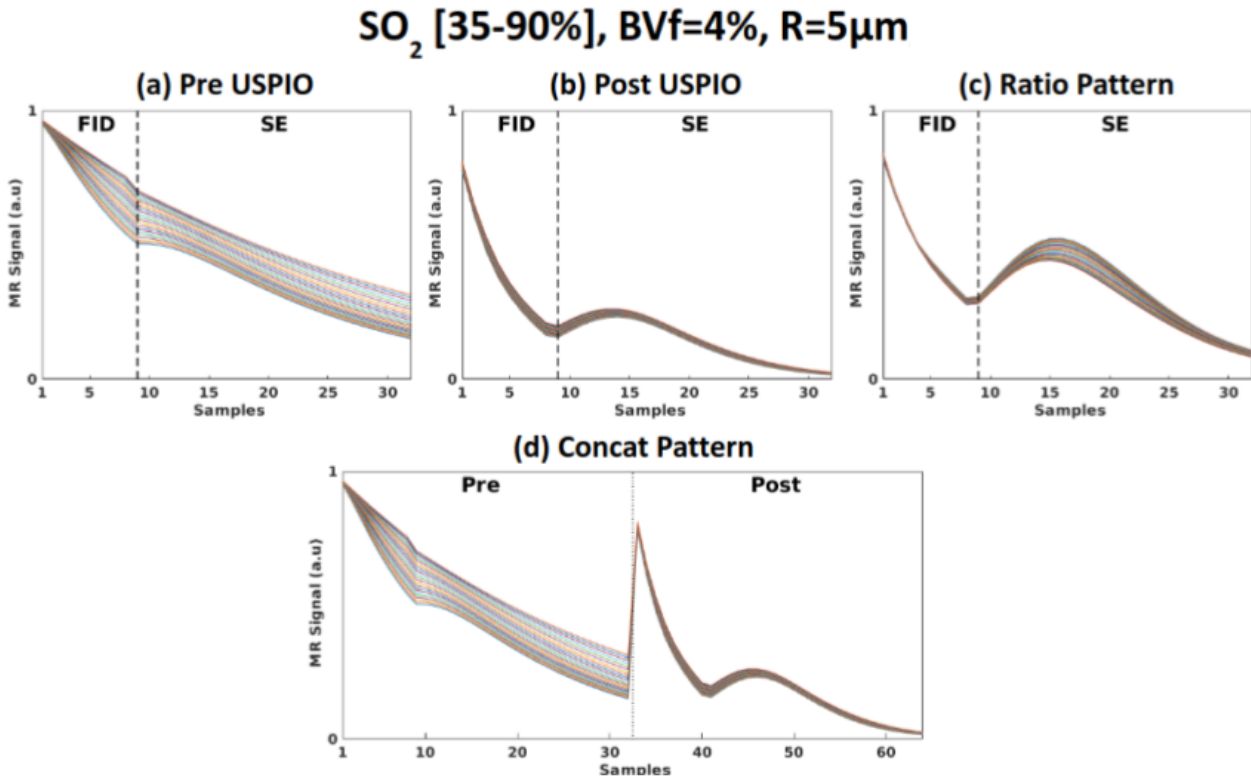 SO₂ [35-90%], BVf=4%, R=5μm
(a) Pre USPIO
(b) Post USPIO
(c) Ratio Pattern
1
FID
SE
MR Signal (a.u)
0
1
5
10
15
20
25
30
Samples
1
FID
SE
MR Signal (a.u)
0
1
5
10
15
20
25
30
Samples
1
FID
SE
MR Signal (a.u)
0
1
5
10
15
20
25
30
Samples
(d) Concat Pattern
1
Pre
Post
MR Signal (a.u)
0
1
10
20
30
40
50
60
Samples